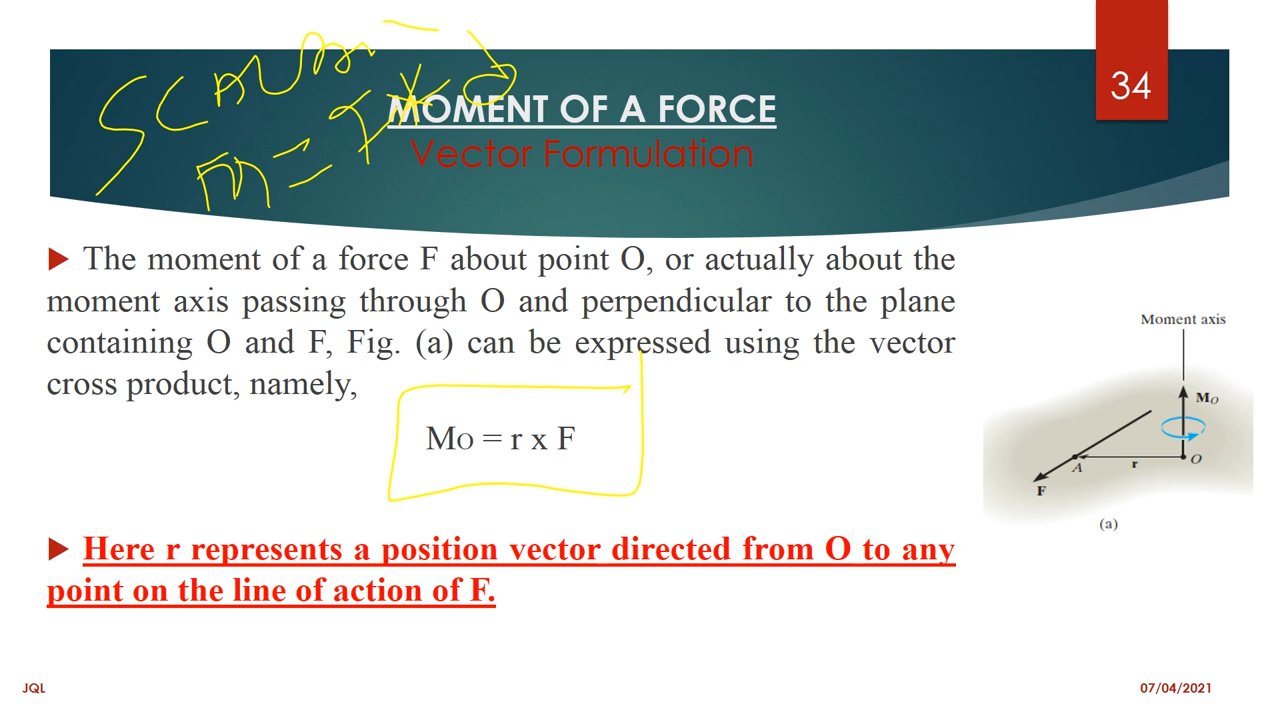 34
MOMENT OF A FORCE
Vector Formulation
The moment of a force F about point O, or actually about the
moment axis passing through O and perpendicular to the plane
containing O and F, Fig. (a) can be expressed using the vector
cross product, namely,
Mo = r x F
Here r represents a position vector directed from O to any
point on the line of action of F.
Moment axis
Mo
O
A
r
F
(a)
JQL
07/04/2021